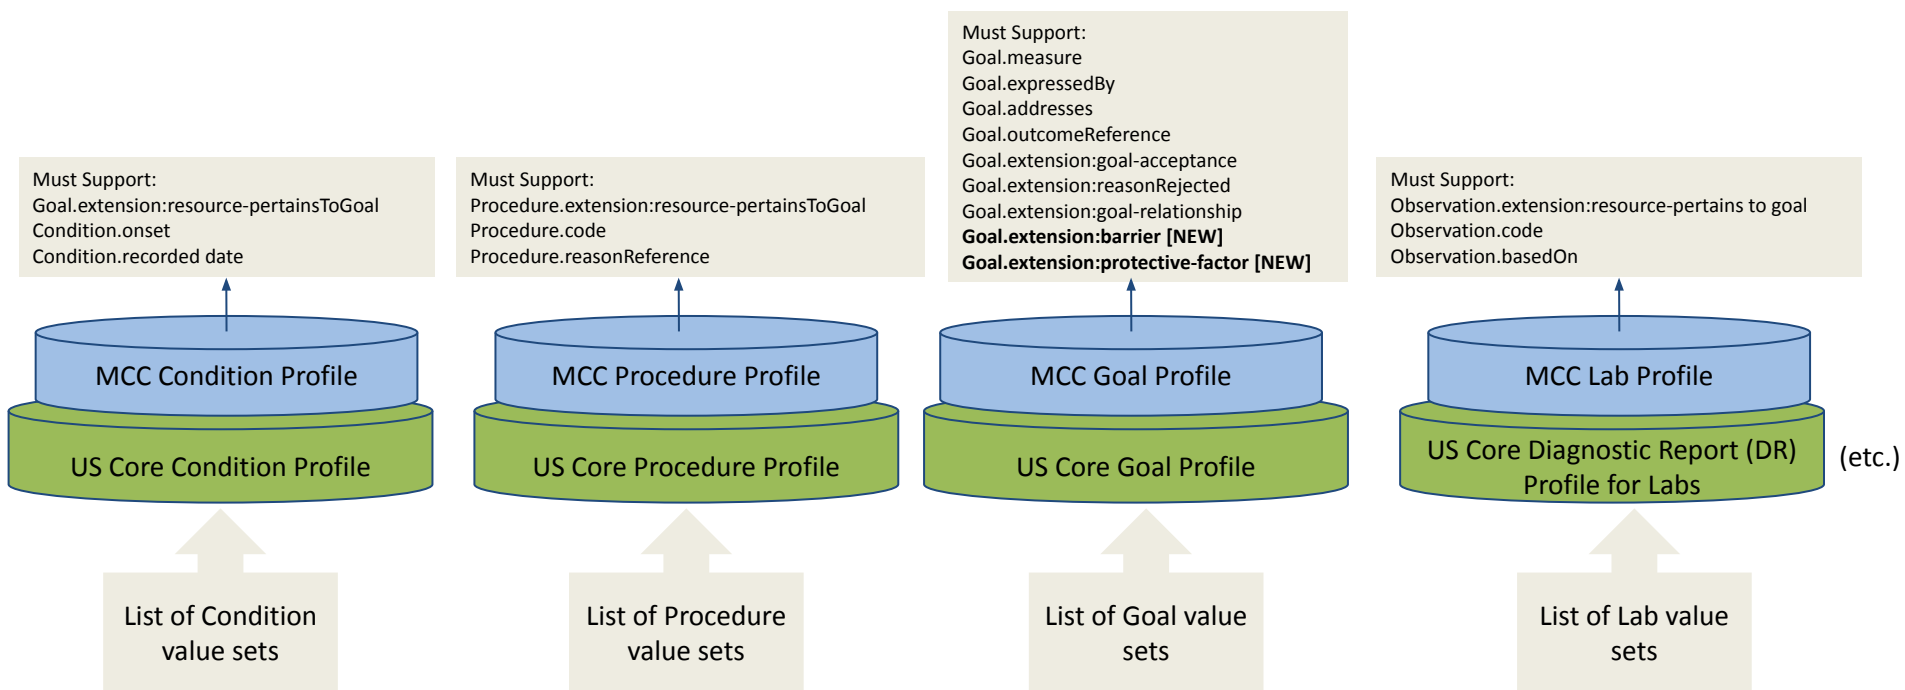 Must Support:
Goal.extension:resource-pertainsToGoal
Condition.onset
Condition.recorded date
MCC Condition Profile
US Core Condition Profile
List of Condition
value sets
Must Support:
Procedure.extension:resource-pertainsToGoal
Procedure.code
Procedure.reasonReference
MCC Procedure Profile
US Core Procedure Profile
List of Procedure
value sets
Must Support:
Goal.measure
Goal.expressedBy
Goal.addresses
Goal.outcomeReference
Goal.extension:goal-acceptance
Goal.extension:reasonRejected
Goal.extension:goal-relationship
Goal.extension:barrier [NEW]
Goal.extension:protective-factor [NEW]
MCC Goal Profile
US Core Goal Profile
List of Goal value
sets
Must Support:
Observation.extension:resource-pertains to goal
Observation.code
Observation.basedOn
MCC Lab Profile
US Core Diagnostic Report (DR)
Profile for Labs
List of Lab value
sets
(etc.)